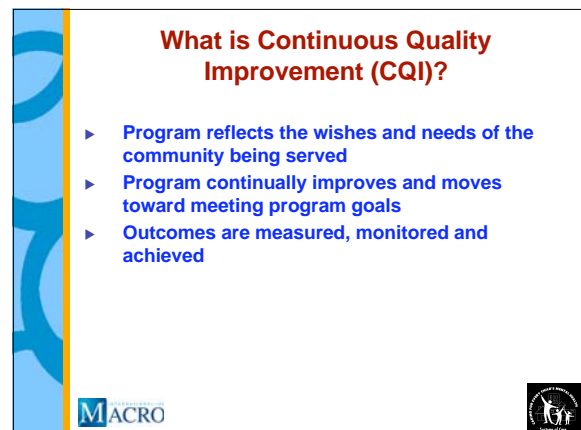 What is Continuous Quality
Improvement (CQI)?
Program reflects the wishes and needs of the
community being served
Program continually improves and moves
toward meeting program goals
Outcomes are measured, monitored and
achieved
MACRO